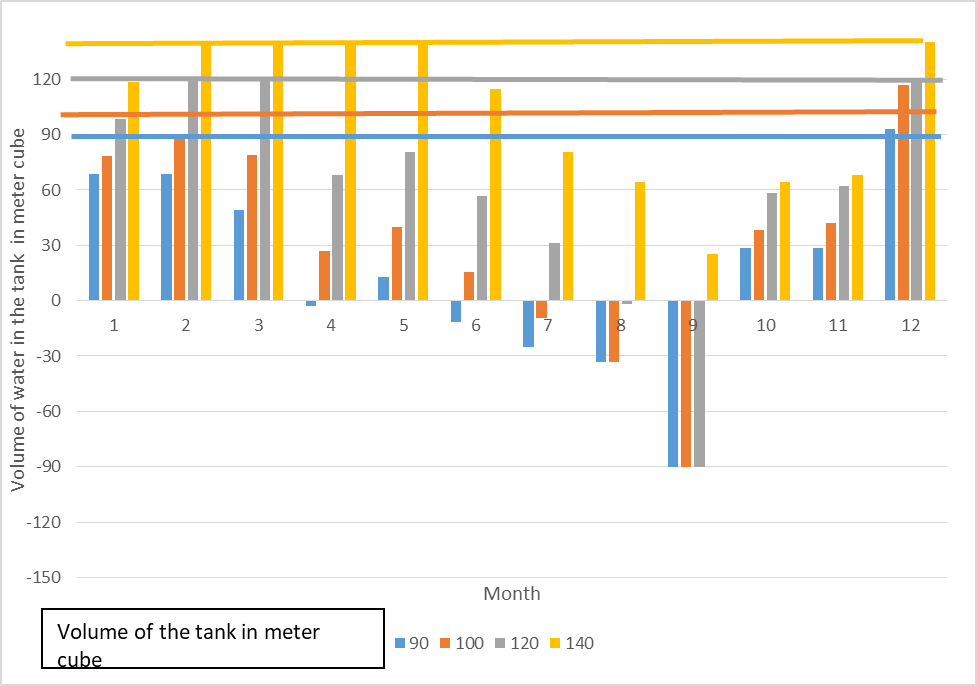 Volume of water in the tank in meter cube
120
90
60
30
0
-30
-60
-90
-120
-150
1 2 3 4 5 6 7 8 9 10 11 12
Month
Volume of the tank in meter
cube
90 100 120 140